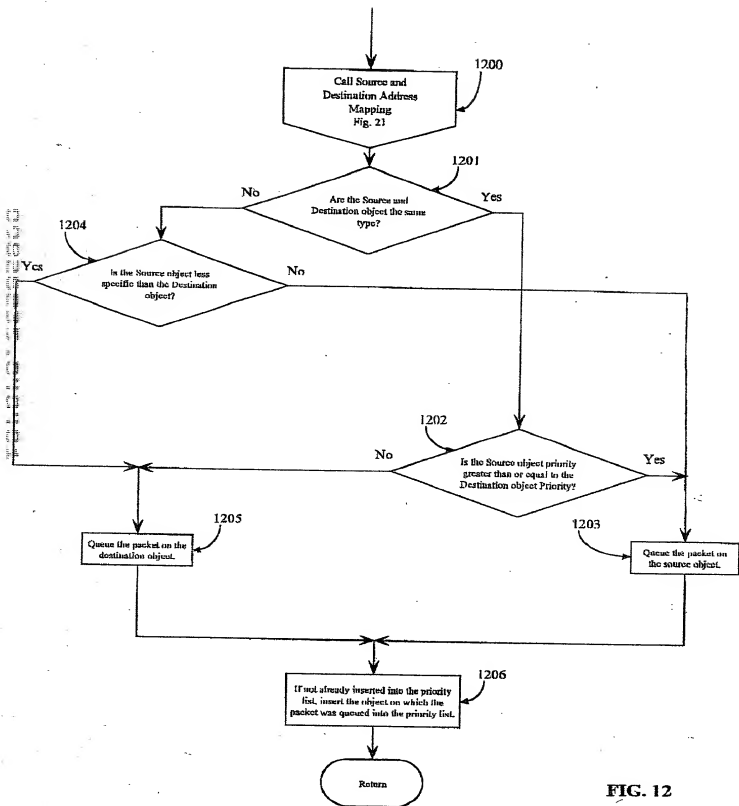 1200
Call Source and
Destination Address
Mapping
Fig. 21
1201
No
Yes
Are the Source and
Destination object the same
type?
1204
Yes
No
Is the Source object less
specific than the Destination
object?
1202
No
Yes
Is the Source object priority
greater than or equal to the
Destination object Priority?
1205
Queue the packet on the
destination object.
1203
Queue the packet on
the source object.
1206
If not already inserted into the priority
list, insert the object on which the
packet was queued into the priority list.
Return
FIG. 12